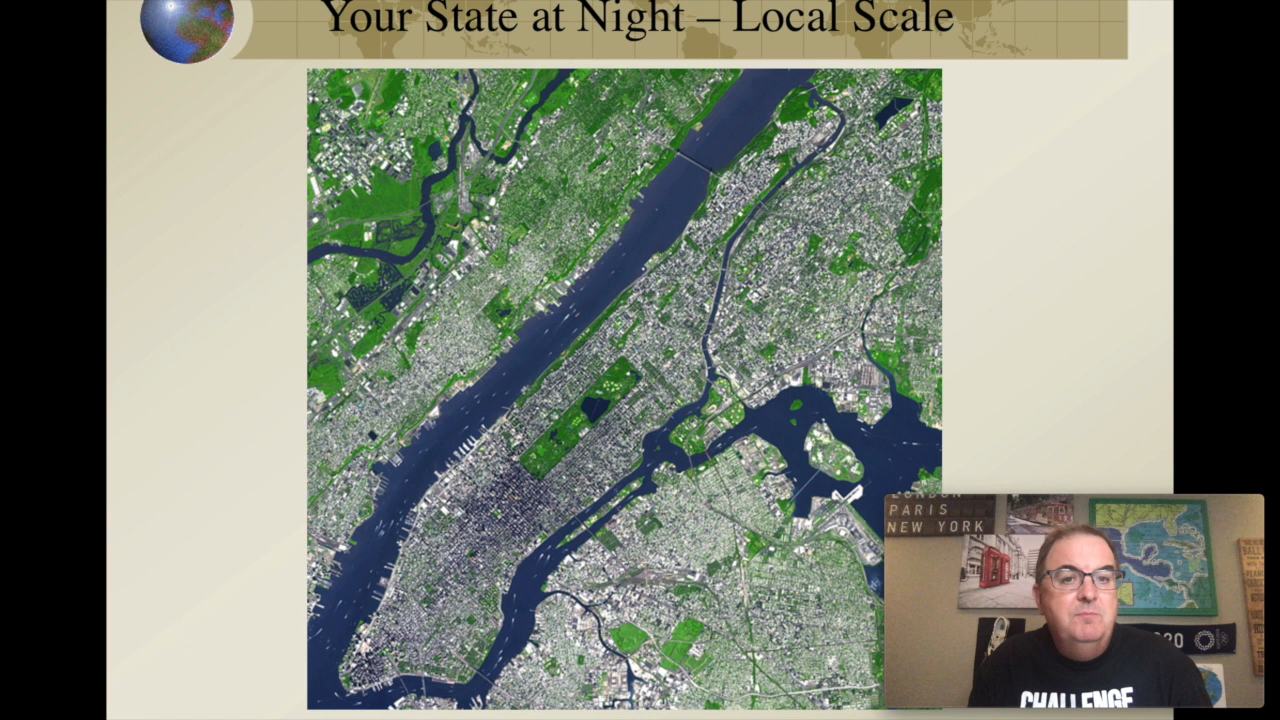 Your State at Night – Local Scale
LONDON
PARIS
NEW YORK
CHALLENGE